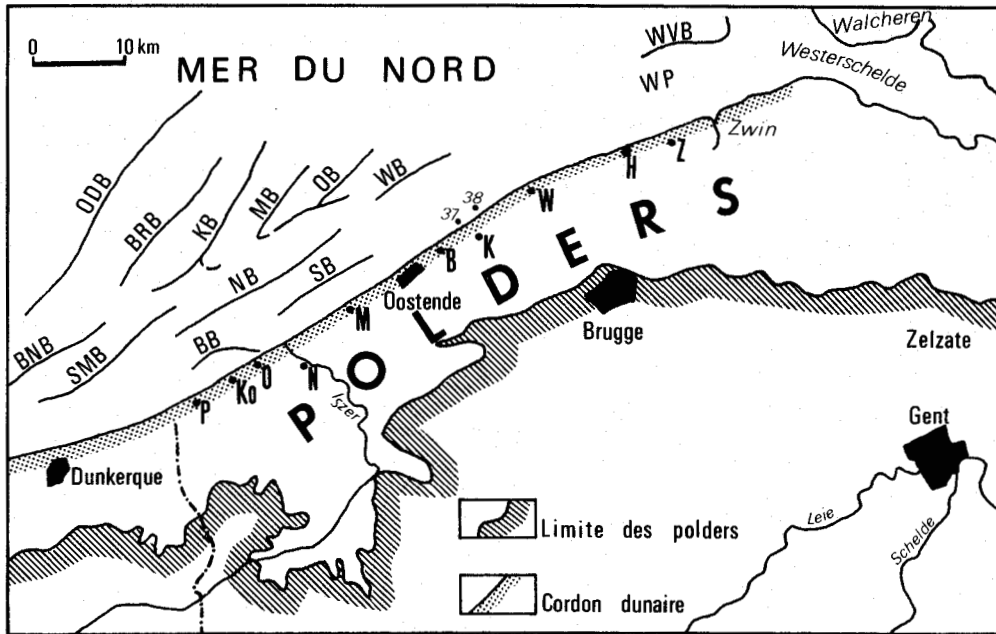 0 10 km
MER DU NORD
WVB
Walcheren
WP
Westerschelde
Zwin
ODB
BRB
KB
MB
OB
WB
NB
SB
BNB
SMB
BB
37
38
Z
H
W
K
B
Oostende
M
O
Ko
P
N
Iszer
POLDERS
Brugge
Zelzate
Gent
Dunkerque
Leie
Schelde
Limite des polders
Cordon dunaire